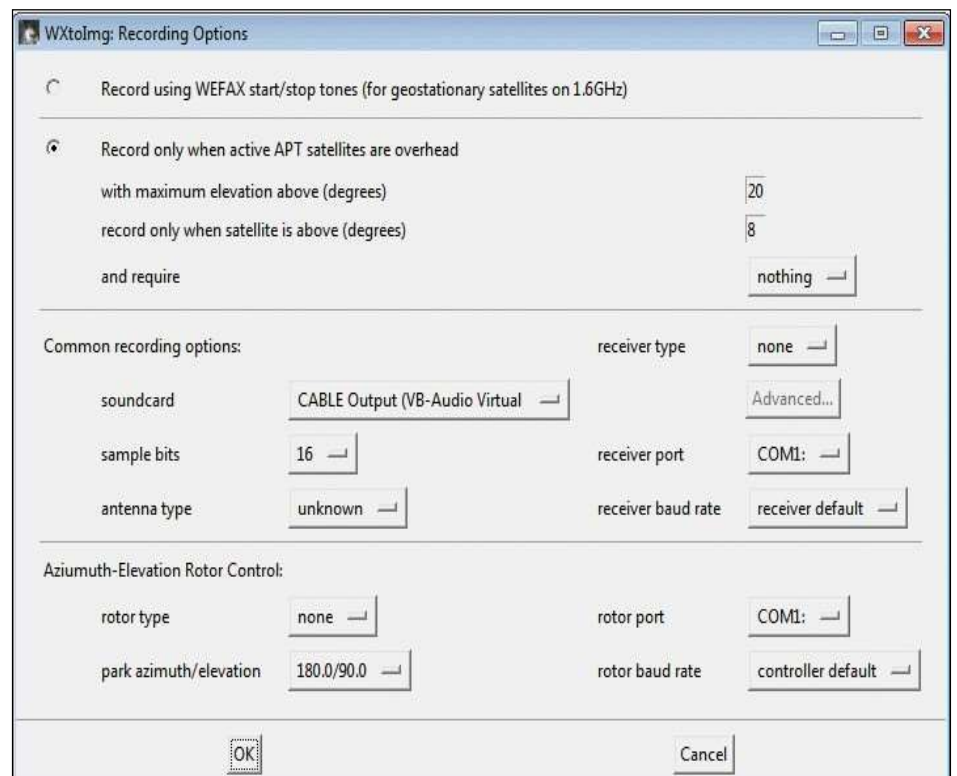 WXtoImg: Recording Options
Record using WEFAX start/stop tones (for geostationary satellites on 1.6GHz)
Record only when active APT satellites are overhead
with maximum elevation above (degrees) 20
record only when satellite is above (degrees) 8
and require nothing
Common recording options: receiver type none
soundcard CABLE Output (VB-Audio Virtual Advanced...
sample bits 16 receiver port COM1:
antenna type unknown receiver baud rate receiver default
Aziumuth-Elevation Rotor Control:
rotor type none rotor port COM1:
park azimuth/elevation 180.0/90.0 rotor baud rate controller default
OK Cancel